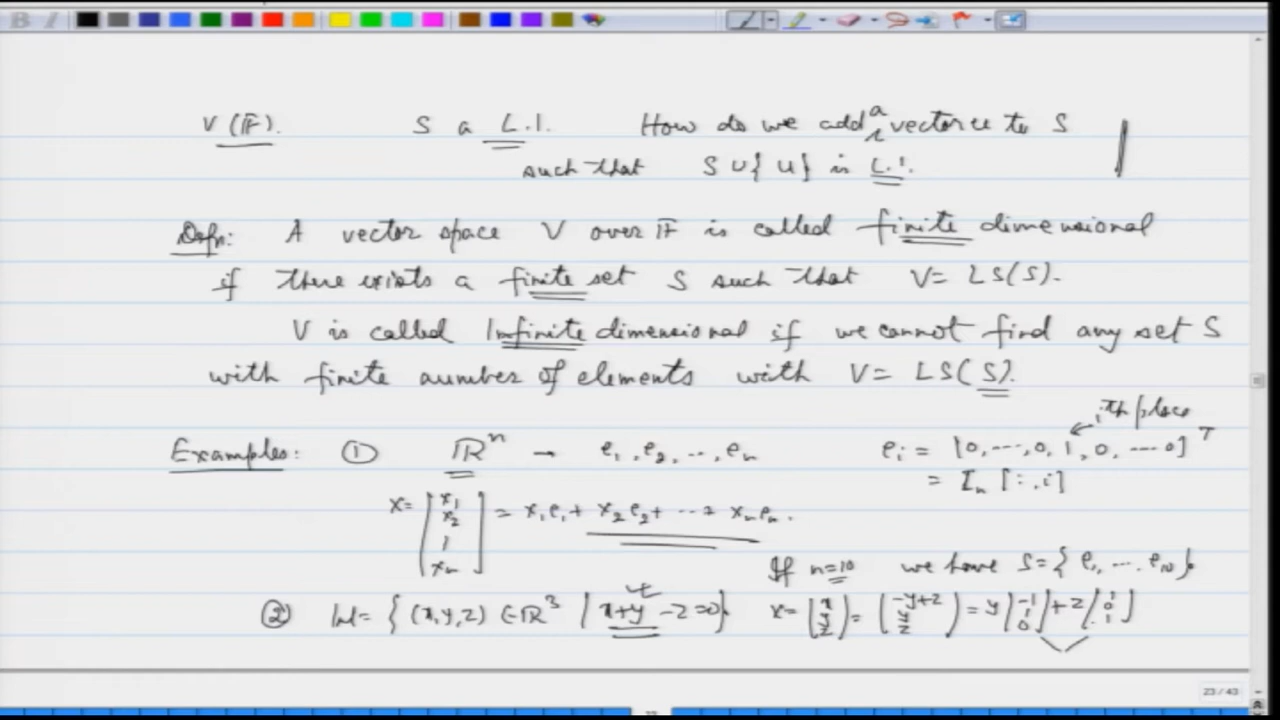 V(𝔽). S a L.I. How do we add a vector u to S
such that S ∪ {u} is L.I.
Defn: A vector space V over 𝔽 is called finite dimensional
if there exists a finite set S such that V = LS(S).
V is called Infinite dimensional if we cannot find any set S
with finite number of elements with V = LS(S).
ith place
Examples: ① ℝⁿ → e₁, e₂, ..., eₙ eᵢ = [0, ..., 0, 1, 0, ... 0]ᵀ
= Iₙ [:, i]
x = [x₁ x₂ ⋮ xₙ] = x₁e₁ + x₂e₂ + ... + xₙeₙ.
If n=10 we have S = {e₁, ... e₁₀}.
② W = {(x,y,z) ∈ ℝ³ | x+y-z=0}. x = (x y z) = (-y+z y z) = y[-1 1 0] + z[1 0 1]
23 / 43